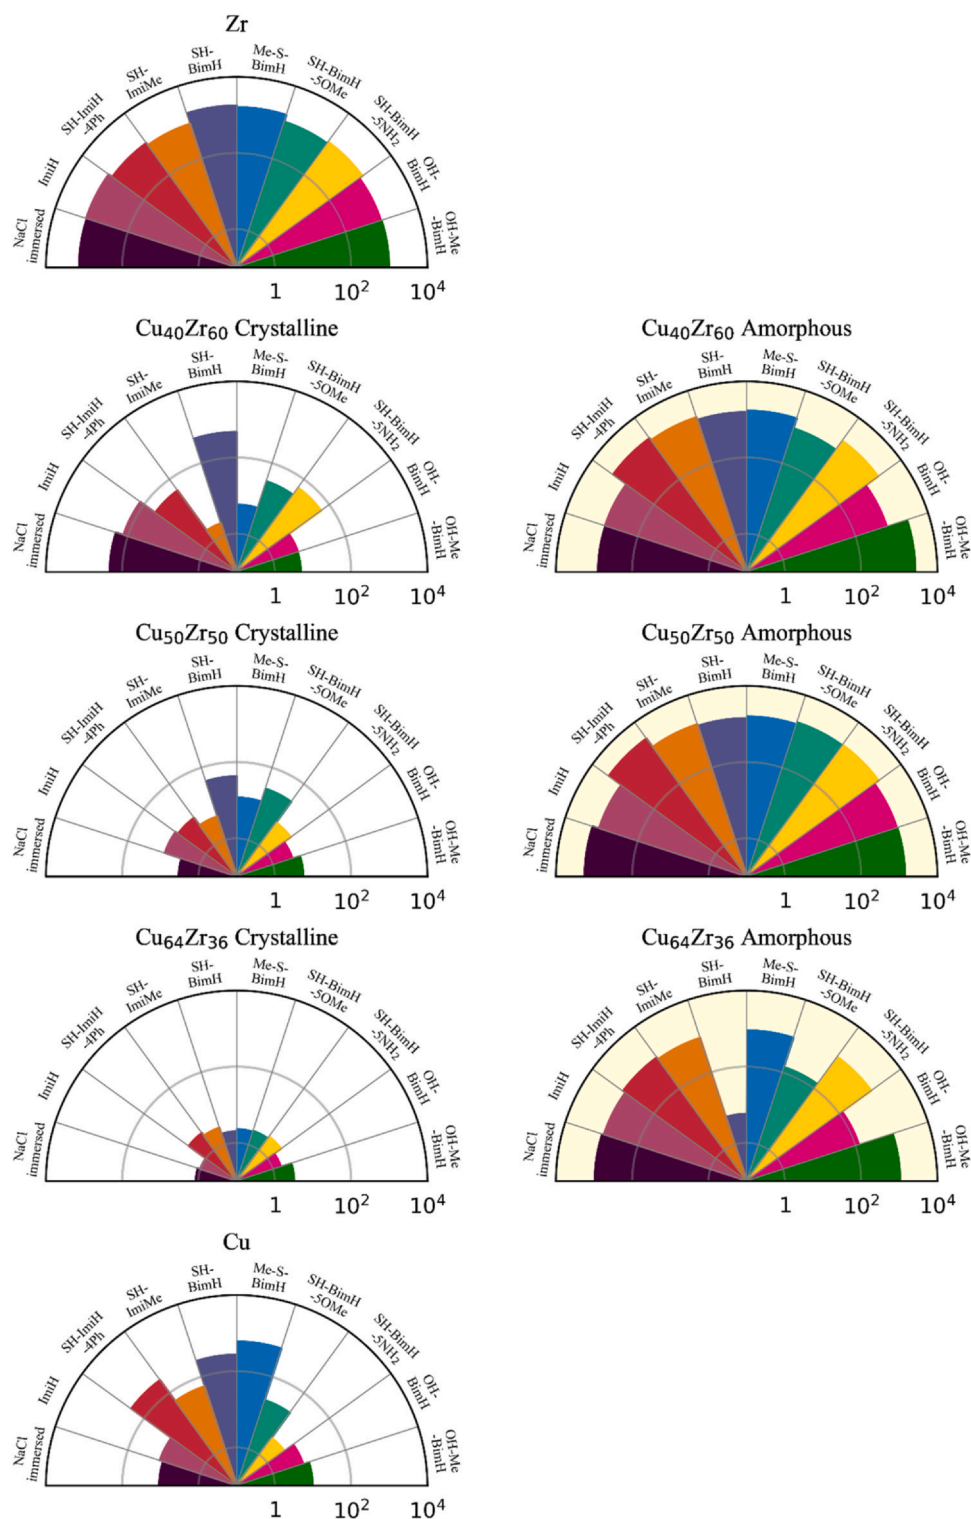 Zr
SH-
BimH
Me-S-
BimH
SH-
ImiMe
SH-BimH
-5OMe
SH-ImiH
-4Ph
SH-BimH
-5NH₂
ImiH
OH-
BimH
NaCl
immersed
OH-Me
-BimH
1 10² 10⁴
Cu₄₀Zr₆₀ Crystalline
SH-
BimH
Me-S-
BimH
SH-
ImiMe
SH-BimH
-5OMe
SH-ImiH
-4Ph
SH-BimH
-5NH₂
ImiH
OH-
BimH
NaCl
immersed
OH-Me
-BimH
1 10² 10⁴
Cu₄₀Zr₆₀ Amorphous
SH-
BimH
Me-S-
BimH
SH-
ImiMe
SH-BimH
-5OMe
SH-ImiH
-4Ph
SH-BimH
-5NH₂
ImiH
OH-
BimH
NaCl
immersed
OH-Me
-BimH
1 10² 10⁴
Cu₅₀Zr₅₀ Crystalline
SH-
BimH
Me-S-
BimH
SH-
ImiMe
SH-BimH
-5OMe
SH-ImiH
-4Ph
SH-BimH
-5NH₂
ImiH
OH-
BimH
NaCl
immersed
OH-Me
-BimH
1 10² 10⁴
Cu₅₀Zr₅₀ Amorphous
SH-
BimH
Me-S-
BimH
SH-
ImiMe
SH-BimH
-5OMe
SH-ImiH
-4Ph
SH-BimH
-5NH₂
ImiH
OH-
BimH
NaCl
immersed
OH-Me
-BimH
1 10² 10⁴
Cu₆₄Zr₃₆ Crystalline
SH-
BimH
Me-S-
BimH
SH-
ImiMe
SH-BimH
-5OMe
SH-ImiH
-4Ph
SH-BimH
-5NH₂
ImiH
OH-
BimH
NaCl
immersed
OH-Me
-BimH
1 10² 10⁴
Cu₆₄Zr₃₆ Amorphous
SH-
BimH
Me-S-
BimH
SH-
ImiMe
SH-BimH
-5OMe
SH-ImiH
-4Ph
SH-BimH
-5NH₂
ImiH
OH-
BimH
NaCl
immersed
OH-Me
-BimH
1 10² 10⁴
Cu
SH-
BimH
Me-S-
BimH
SH-
ImiMe
SH-BimH
-5OMe
SH-ImiH
-4Ph
SH-BimH
-5NH₂
ImiH
OH-
BimH
NaCl
immersed
OH-Me
-BimH
1 10² 10⁴